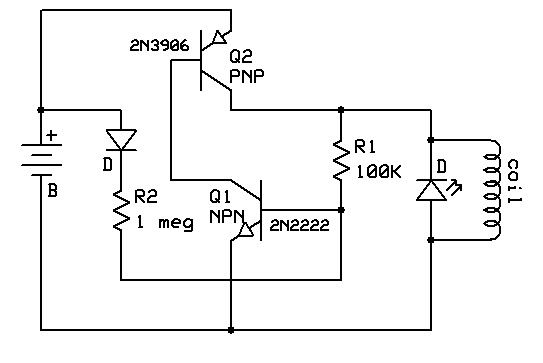 2N3906
Q2
PNP
+
D
B
R2
1 meg
Q1
NPN
2N2222
R1
100K
D
coil